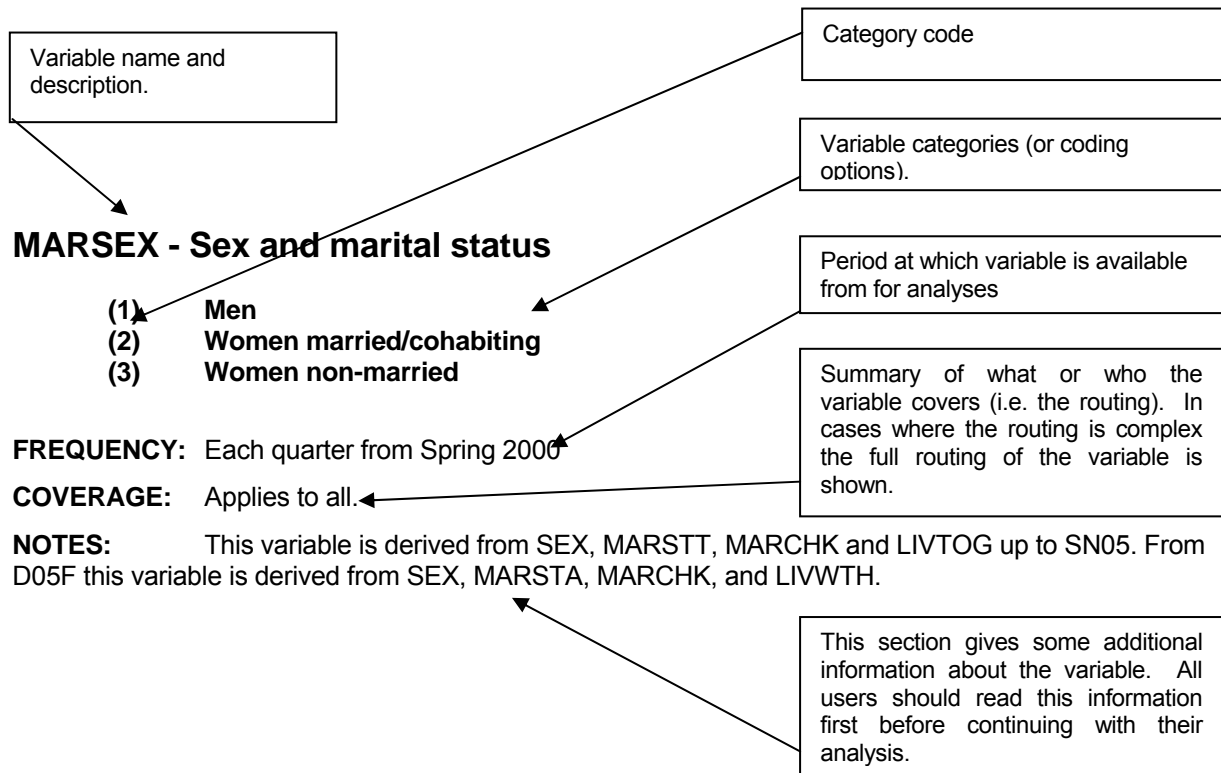 Category code
Variable name and
description.
Variable categories (or coding
options).
MARSEX - Sex and marital status
Period at which variable is available
from for analyses
(1) Men
(2) Women married/cohabiting
(3) Women non-married
Summary of what or who the
variable covers (i.e. the routing). In
cases where the routing is complex
the full routing of the variable is
shown.
FREQUENCY: Each quarter from Spring 2000
COVERAGE: Applies to all.
NOTES: This variable is derived from SEX, MARSTT, MARCHK and LIVTOG up to SN05. From
D05F this variable is derived from SEX, MARSTA, MARCHK, and LIVWTH.
This section gives some additional
information about the variable. All
users should read this information
first before continuing with their
analysis.